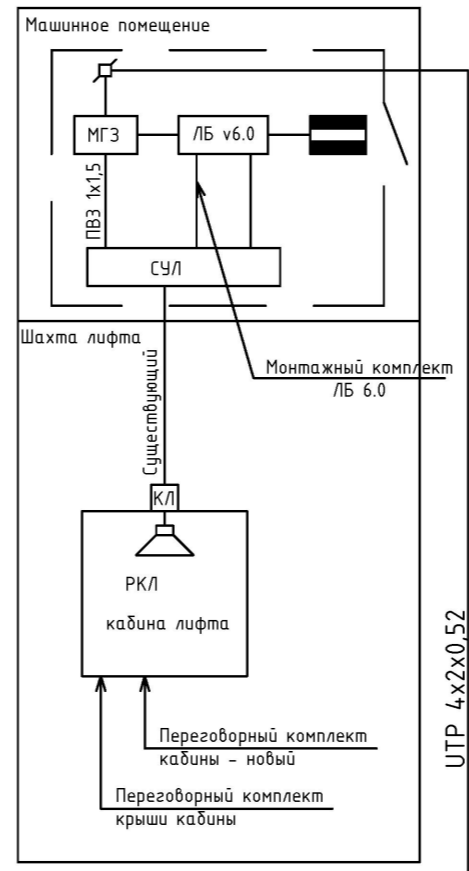 Машинное помещение
МГЗ
ЛБ v6.0
ПВЗ 1x1,5
СУЛ
Шахта лифта
Существующий
Монтажный комплект
ЛБ 6.0
КЛ
РКЛ
кабина лифта
UTP 4x2x0,52
Переговорный комплект
кабины - новый
Переговорный комплект
крыши кабины